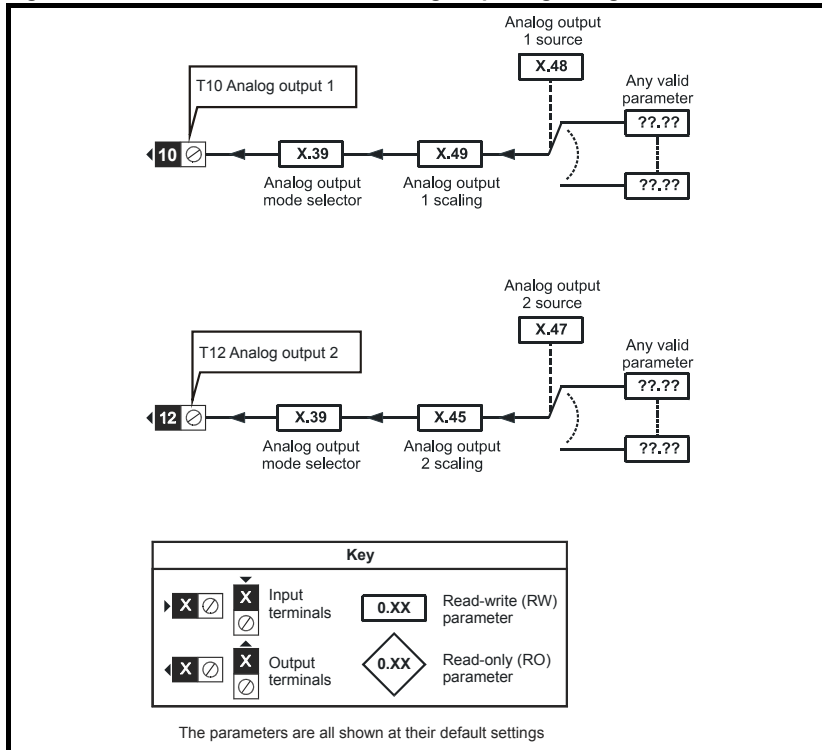 Analog output
1 source
X.48
Any valid
parameter
??.??
??.??
T10 Analog output 1
10
X.39
X.49
Analog output
mode selector
Analog output
1 scaling
Analog output
2 source
X.47
Any valid
parameter
??.??
??.??
T12 Analog output 2
12
X.39
X.45
Analog output
mode selector
Analog output
2 scaling
Key
X
X
Input
terminals
0.XX
Read-write (RW)
parameter
X
X
Output
terminals
0.XX
Read-only (RO)
parameter
The parameters are all shown at their default settings